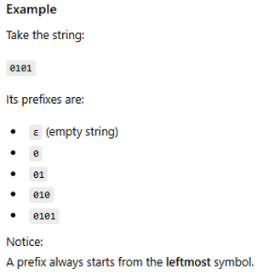 Example
Take the string:
0101
Its prefixes are:
• ε (empty string)
• 0
• 01
• 010
• 0101
Notice:
A prefix always starts from the leftmost symbol.